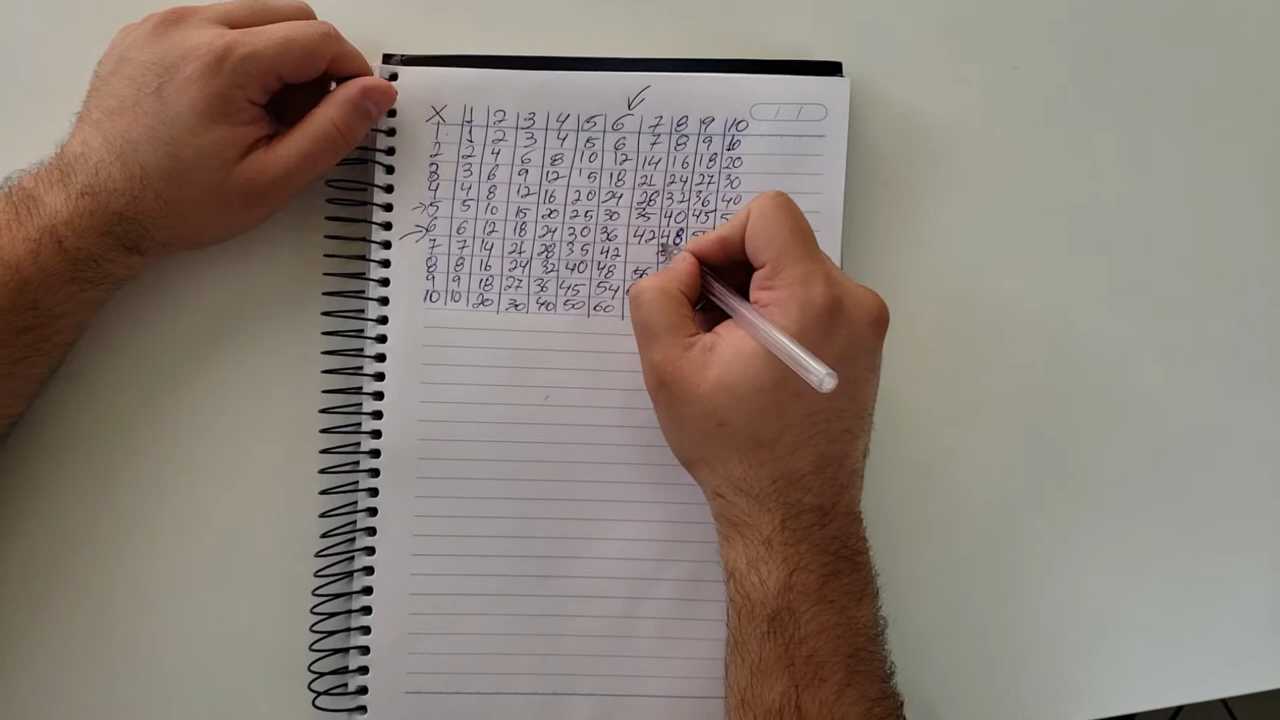 X 1 2 3 4 5 6 7 8 9 10
1 1 2 3 4 5 6 7 8 9 10
2 2 4 6 8 10 12 14 16 18 20
3 3 6 9 12 15 18 21 24 27 30
4 4 8 12 16 20 24 28 32 36 40
5 5 10 15 20 25 30 35 40 45
6 6 12 18 24 30 36 42 48
7 7 14 21 28 35 42
8 8 16 24 32 40 48 56
9 9 18 27 36 45 54
10 10 20 30 40 50 60